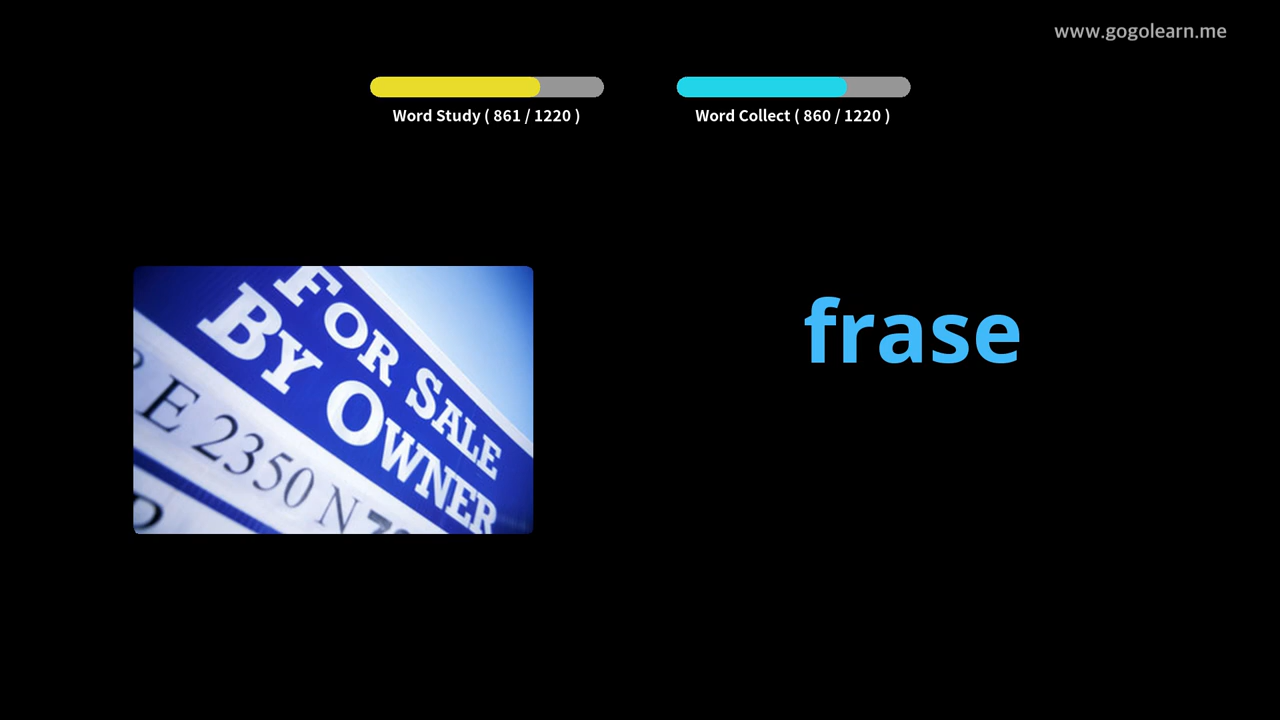 www.gogolearn.me
Word Study ( 861 / 1220 )
Word Collect ( 860 / 1220 )
FOR SALE
BY OWNER
E 2350 N
frase